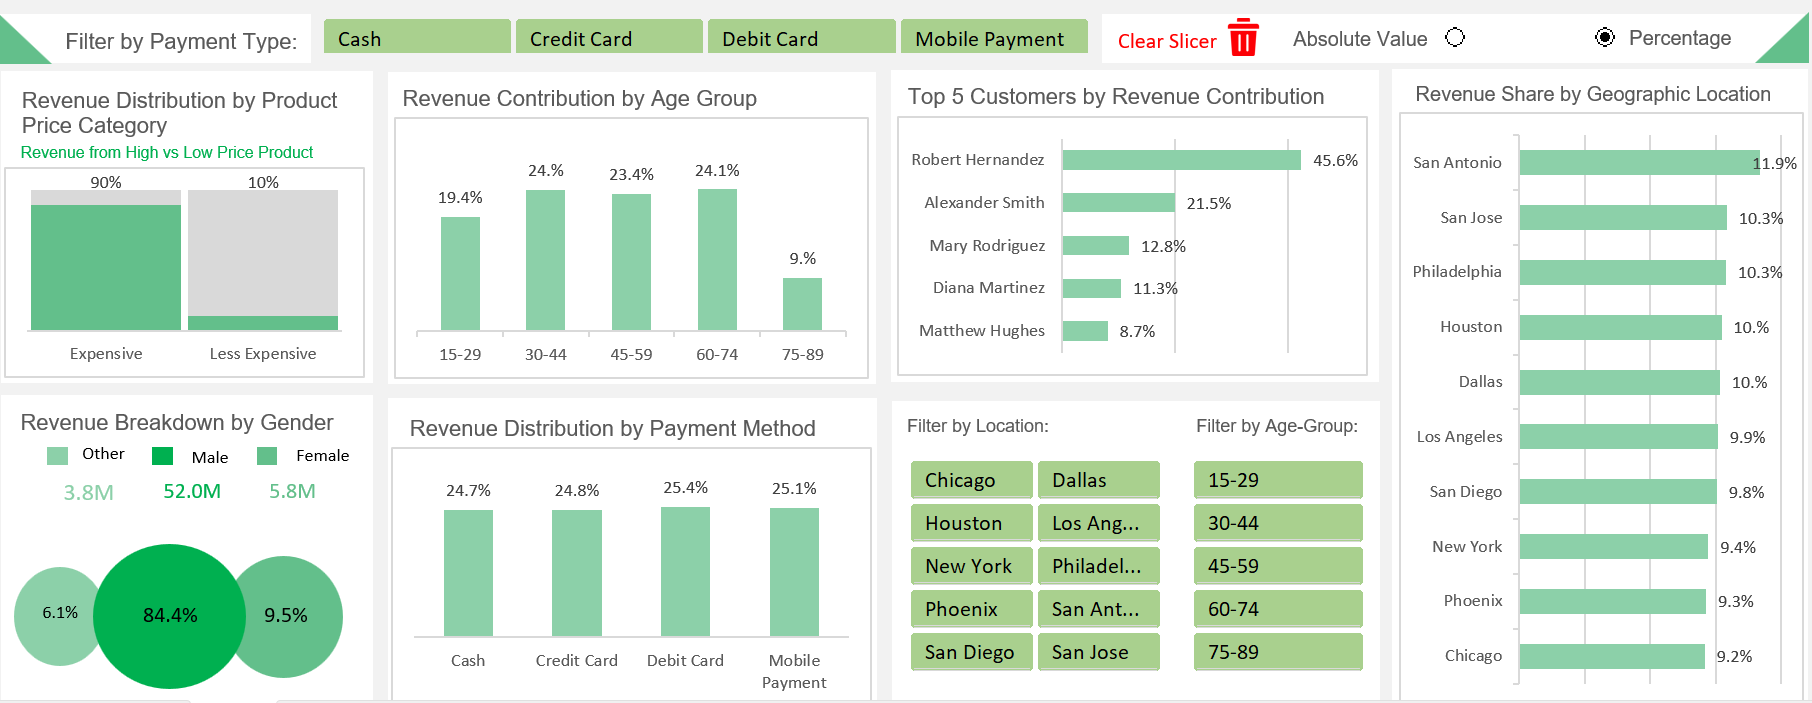 Filter by Payment Type:
Cash
Credit Card
Debit Card
Mobile Payment
Clear Slicer
Absolute Value
Percentage
Revenue Distribution by Product
Price Category
Revenue from High vs Low Price Product
90%
10%
Expensive
Less Expensive
Revenue Contribution by Age Group
19.4%
24.%
23.4%
24.1%
9.%
15-29
30-44
45-59
60-74
75-89
Top 5 Customers by Revenue Contribution
Robert Hernandez
45.6%
Alexander Smith
21.5%
Mary Rodriguez
12.8%
Diana Martinez
11.3%
Matthew Hughes
8.7%
Revenue Share by Geographic Location
San Antonio
11.9%
San Jose
10.3%
Philadelphia
10.3%
Houston
10.%
Dallas
10.%
Los Angeles
9.9%
San Diego
9.8%
New York
9.4%
Phoenix
9.3%
Chicago
9.2%
Revenue Breakdown by Gender
Other
Male
Female
3.8M
52.0M
5.8M
6.1%
84.4%
9.5%
Revenue Distribution by Payment Method
24.7%
24.8%
25.4%
25.1%
Cash
Credit Card
Debit Card
Mobile
Payment
Filter by Location:
Chicago
Dallas
Houston
Los Ang...
New York
Philadel...
Phoenix
San Ant...
San Diego
San Jose
Filter by Age-Group:
15-29
30-44
45-59
60-74
75-89